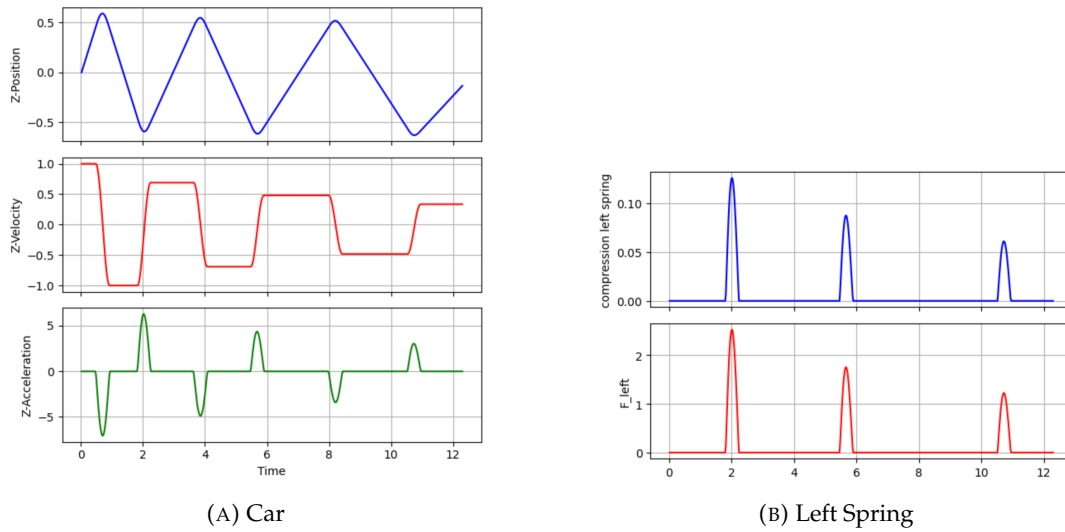 0.5
0.0
−0.5
Z-Position
1.0
0.5
0.0
−0.5
−1.0
Z-Velocity
5
0
−5
Z-Acceleration
0 2 4 6 8 10 12
Time
(A) Car
0.10
0.05
0.00
compression left spring
2
1
0
F_left
0 2 4 6 8 10 12
(B) Left Spring